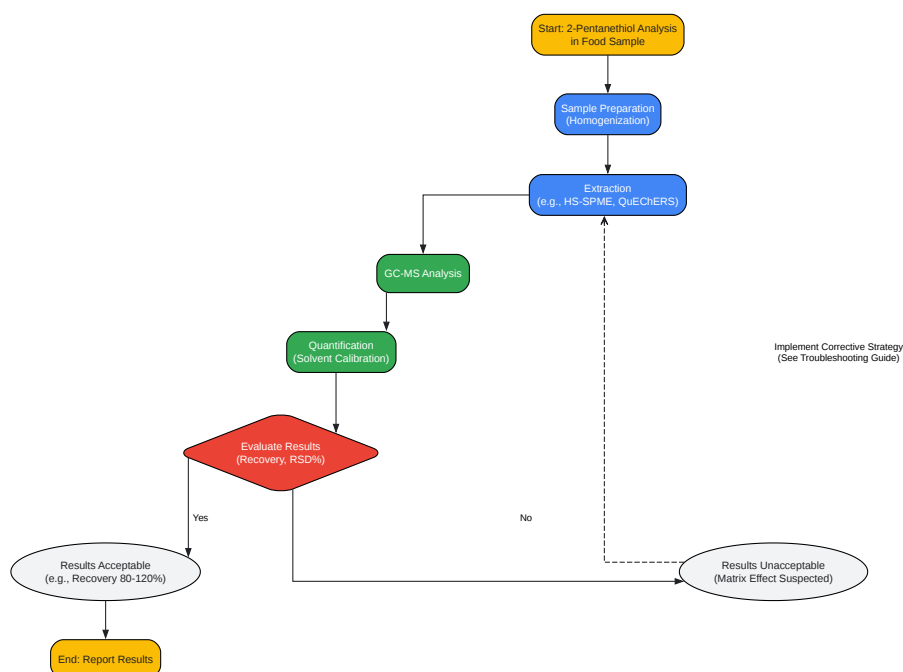 Start: 2-Pentanethiol Analysis
in Food Sample
Sample Preparation
(Homogenization)
Extraction
(e.g., HS-SPME, QuEChERS)
GC-MS Analysis
Quantification
(Solvent Calibration)
Implement Corrective Strategy
(See Troubleshooting Guide)
Evaluate Results
(Recovery, RSD%)
Yes
No
Results Acceptable
(e.g., Recovery 80-120%)
Results Unacceptable
(Matrix Effect Suspected)
End: Report Results